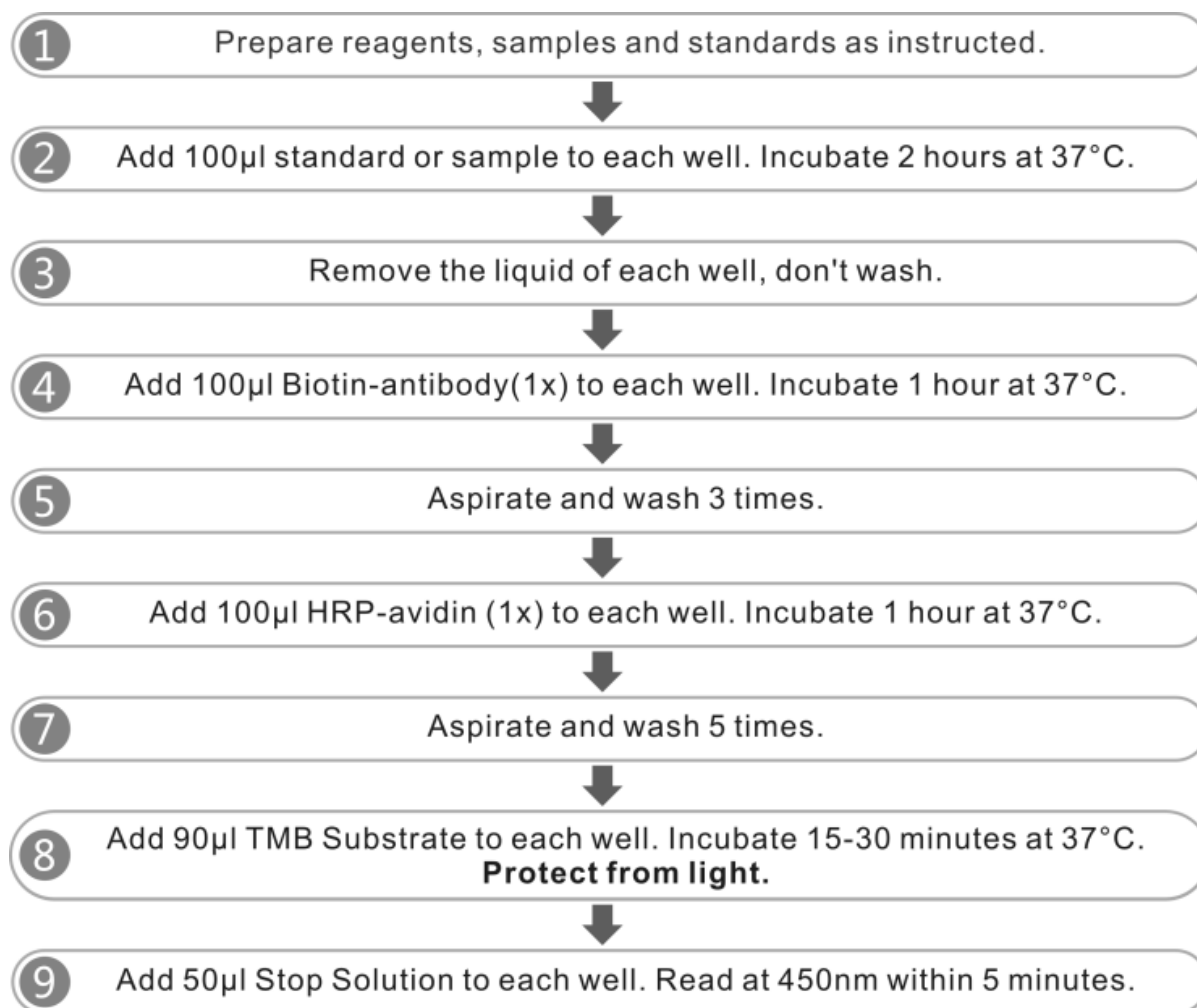 1 Prepare reagents, samples and standards as instructed.
2 Add 100µl standard or sample to each well. Incubate 2 hours at 37°C.
3 Remove the liquid of each well, don't wash.
4 Add 100µl Biotin-antibody(1x) to each well. Incubate 1 hour at 37°C.
5 Aspirate and wash 3 times.
6 Add 100µl HRP-avidin (1x) to each well. Incubate 1 hour at 37°C.
7 Aspirate and wash 5 times.
8 Add 90µl TMB Substrate to each well. Incubate 15-30 minutes at 37°C.
Protect from light.
9 Add 50µl Stop Solution to each well. Read at 450nm within 5 minutes.